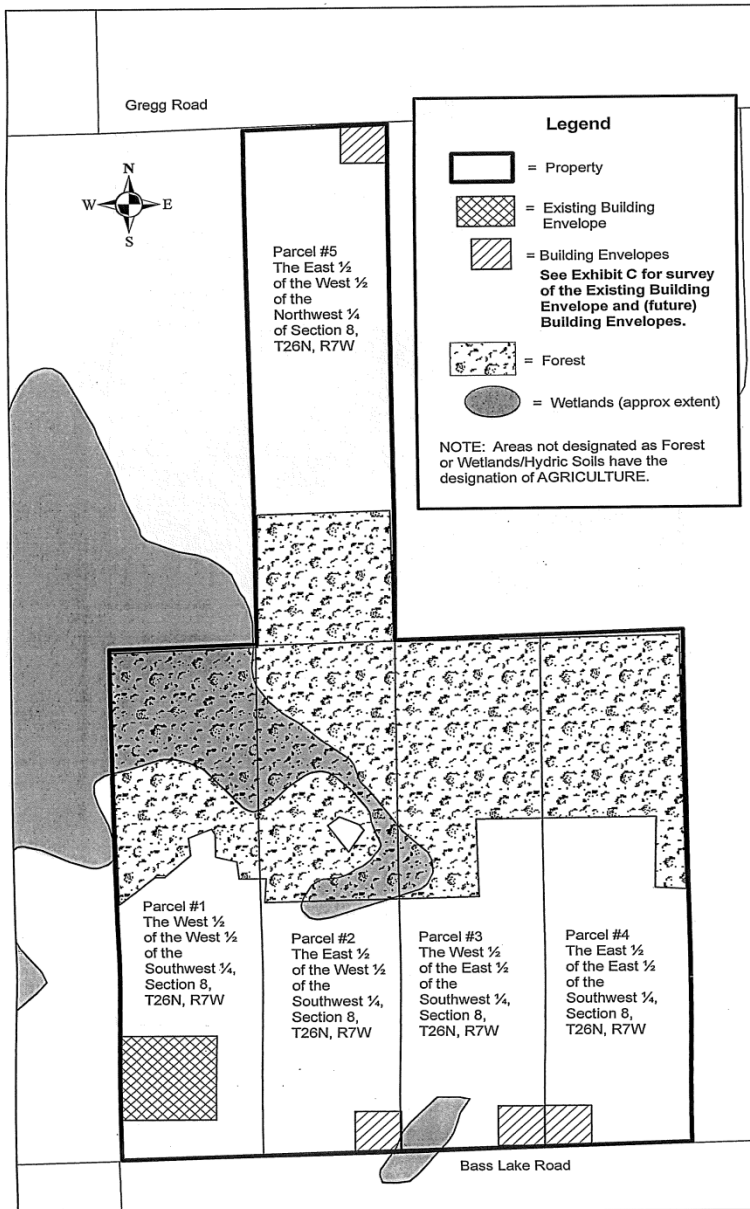 Gregg Road
N
W
E
S
Legend
= Property
= Existing Building
Envelope
= Building Envelopes
See Exhibit C for survey
of the Existing Building
Envelope and (future)
Building Envelopes.
= Forest
= Wetlands (approx extent)
NOTE: Areas not designated as Forest
or Wetlands/Hydric Soils have the
designation of AGRICULTURE.
Parcel #5
The East ½
of the West ½
of the
Northwest ¼
of Section 8,
T26N, R7W
Parcel #1
The West ½
of the West ½
of the
Southwest ¼,
Section 8,
T26N, R7W
Parcel #2
The East ½
of the West ½
of the
Southwest ¼,
Section 8,
T26N, R7W
Parcel #3
The West ½
of the East ½
of the
Southwest ¼,
Section 8,
T26N, R7W
Parcel #4
The East ½
of the East ½
of the
Southwest ¼,
Section 8,
T26N, R7W
Bass Lake Road